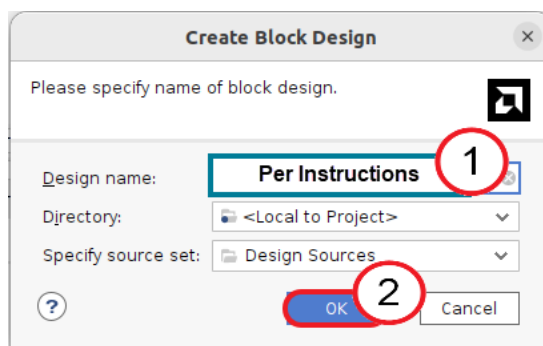 Create Block Design
Please specify name of block design.
1
Design name: Per Instructions
Directory: <Local to Project>
Specify source set: Design Sources
2
? OK Cancel